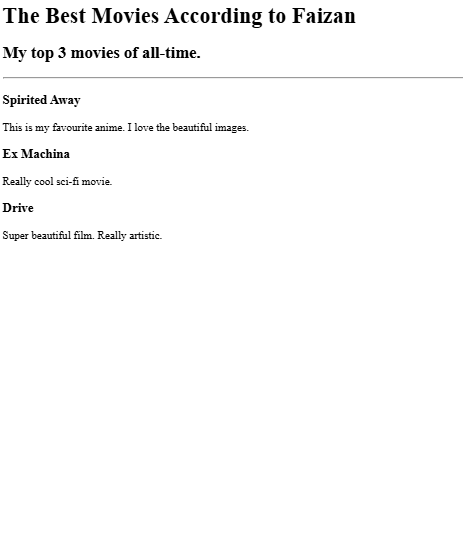 The Best Movies According to Faizan
My top 3 movies of all-time.
Spirited Away
This is my favourite anime. I love the beautiful images.
Ex Machina
Really cool sci-fi movie.
Drive
Super beautiful film. Really artistic.